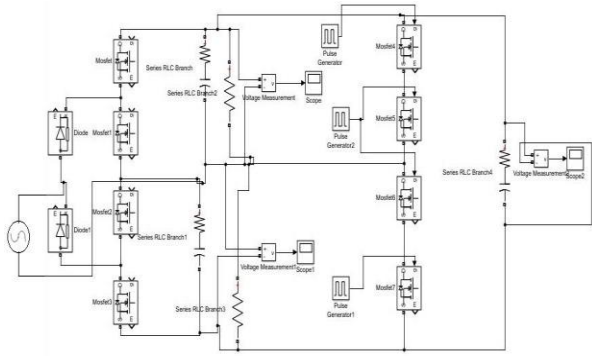 Mosfet
Diode
Mosfet1
Diode1
Mosfet2
Mosfet3
Series RLC Branch
Series RLC Branch2
Voltage Measurement
Scope
Series RLC Branch1
Series RLC Branch3
Voltage Measurement1
Scope1
Pulse
Generator
Mosfet4
Pulse
Generator2
Mosfet5
Mosfet6
Pulse
Generator1
Mosfet7
Series RLC Branch4
Scope2